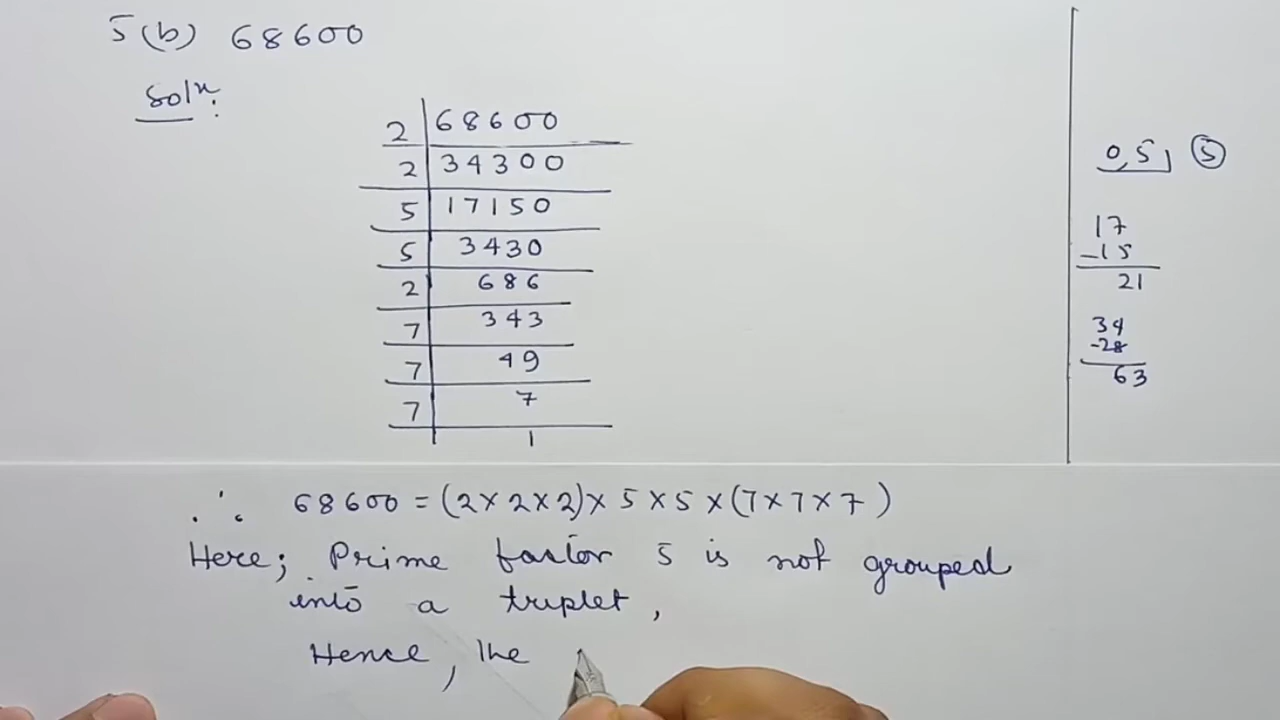 5(b) 68600
Solⁿ:
2 | 68600
2 | 34300
5 | 17150
5 | 3430
2 | 686
7 | 343
7 | 49
7 | 7
1
∴ 68600 = (2×2×2)×5×5×(7×7×7)
Here; Prime factor 5 is not grouped
into a triplet,
Hence, the
0,5, 5
17
-15
21
34
-28
63